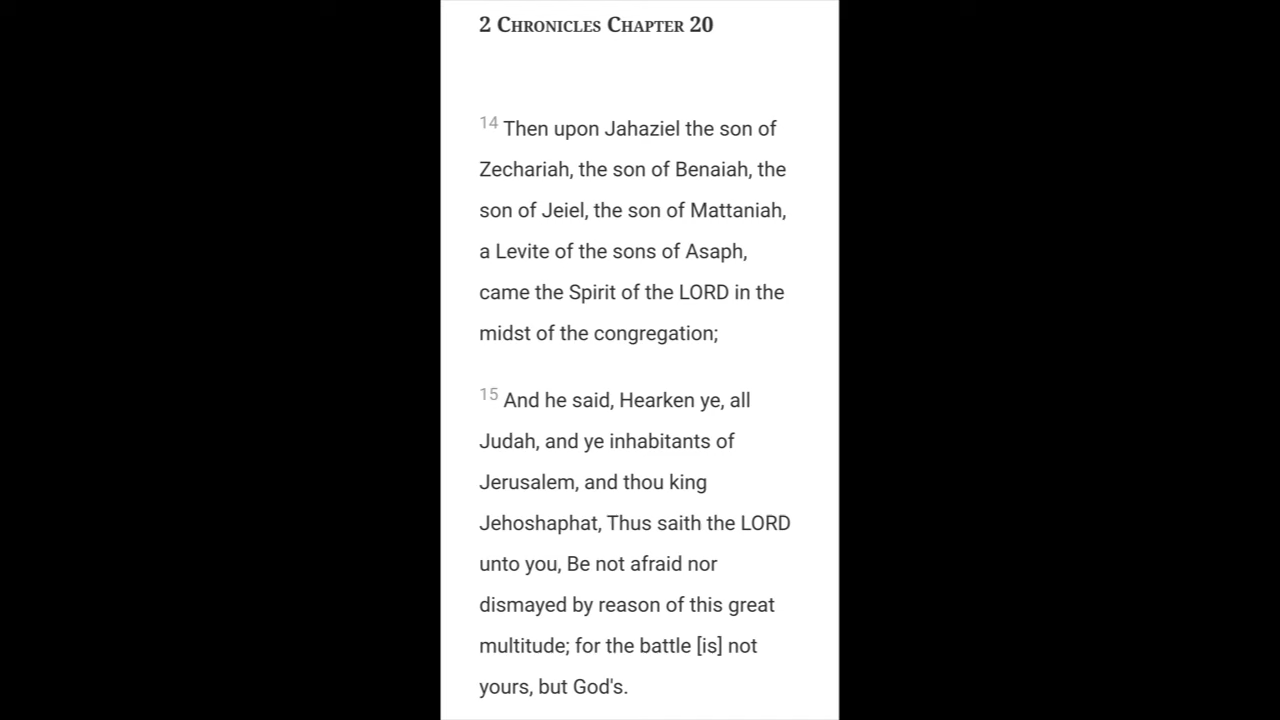 2 Chronicles Chapter 20
14 Then upon Jahaziel the son of
Zechariah, the son of Benaiah, the
son of Jeiel, the son of Mattaniah,
a Levite of the sons of Asaph,
came the Spirit of the LORD in the
midst of the congregation;
15 And he said, Hearken ye, all
Judah, and ye inhabitants of
Jerusalem, and thou king
Jehoshaphat, Thus saith the LORD
unto you, Be not afraid nor
dismayed by reason of this great
multitude; for the battle [is] not
yours, but God's.